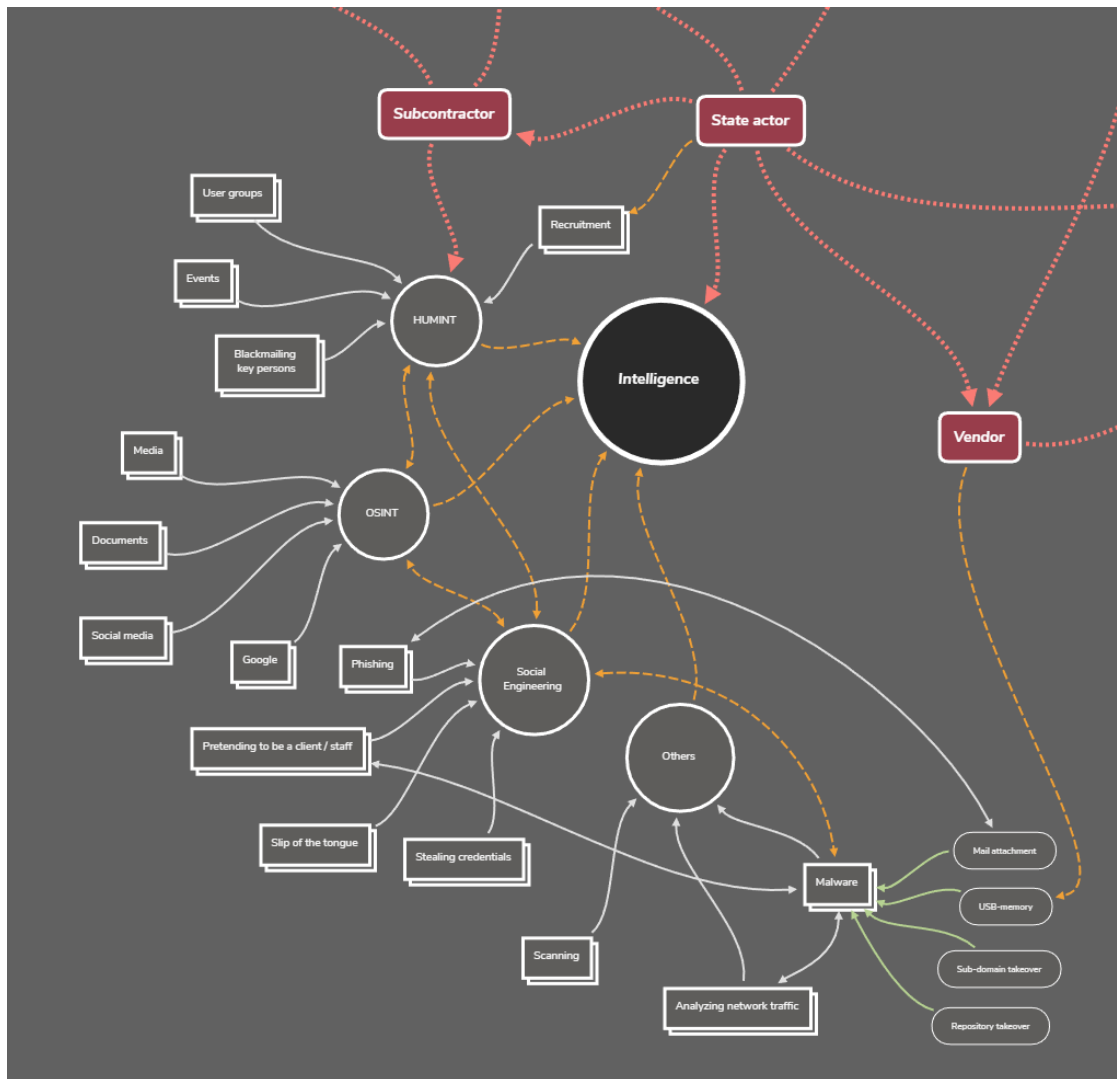 Subcontractor
State actor
User groups
Recruitment
Events
HUMINT
Blackmailing
key persons
Intelligence
Vendor
Media
OSINT
Documents
Social media
Google
Phishing
Social
Engineering
Pretending to be a client / staff
Others
Slip of the tongue
Stealing credentials
Mail attachment
Malware
USB-memory
Scanning
Sub-domain takeover
Analyzing network traffic
Repository takeover